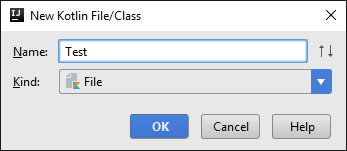 New Kotlin File/Class
Name: Test
Kind: File
OK Cancel Help